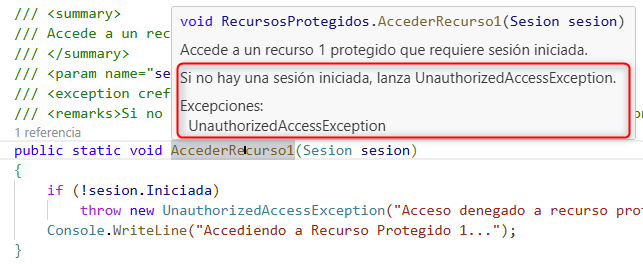 /// <summary>
/// Accede a un rec
/// </summary>
/// <param name="se
/// <exception cref
/// <remarks>Si no
1 referencia
void RecursosProtegidos.AccederRecurso1(Sesion sesion)
Accede a un recurso 1 protegido que requiere sesión iniciada.
Si no hay una sesión iniciada, lanza UnauthorizedAccessException.
Excepciones:
UnauthorizedAccessException
public static void AccederRecurso1(Sesion sesion)
{
if (!sesion.Iniciada)
throw new UnauthorizedAccessException("Acceso denegado a recurso pro
Console.WriteLine("Accediendo a Recurso Protegido 1...");
}